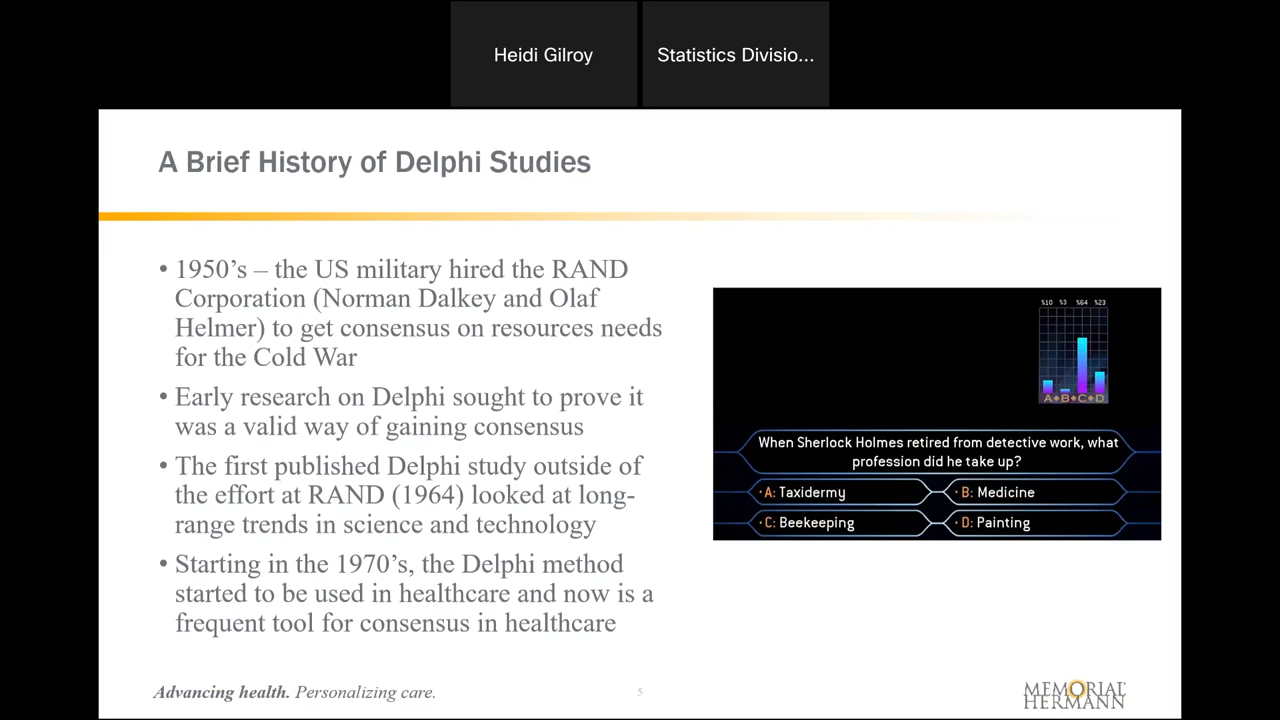 Heidi Gilroy
Statistics Divisio...
A Brief History of Delphi Studies
• 1950’s – the US military hired the RAND
Corporation (Norman Dalkey and Olaf
Helmer) to get consensus on resources needs
for the Cold War
• Early research on Delphi sought to prove it
was a valid way of gaining consensus
• The first published Delphi study outside of
the effort at RAND (1964) looked at long-
range trends in science and technology
• Starting in the 1970’s, the Delphi method
started to be used in healthcare and now is a
frequent tool for consensus in healthcare
%10 %3 %64 %23
A◆B◆C◆D
When Sherlock Holmes retired from detective work, what
profession did he take up?
• A: Taxidermy
• B: Medicine
• C: Beekeeping
• D: Painting
Advancing health. Personalizing care.
5
MEMORIAL
HERMANN